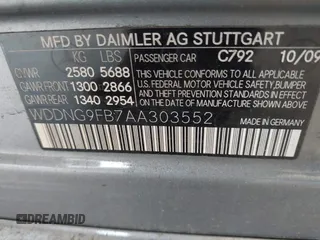 MFD BY DAIMLER AG STUTTGART
KG LBS PASSENGER CAR C792 10/09
GVWR 2580 5688
GAWR FRONT 1300 2866
GAWR REAR 1340 2954
THIS VEHICLE CONFORMS TO ALL APPLICABLE
U.S. FEDERAL MOTOR VEHICLE SAFETY, BUMPER,
AND THEFT PREVENTION STANDARDS IN EFFECT ON
THE DATE OF MANUFACTURE SHOWN ABOVE
WDDNG9FB7AA303552
MADE IN GERMANY
DREAMBID